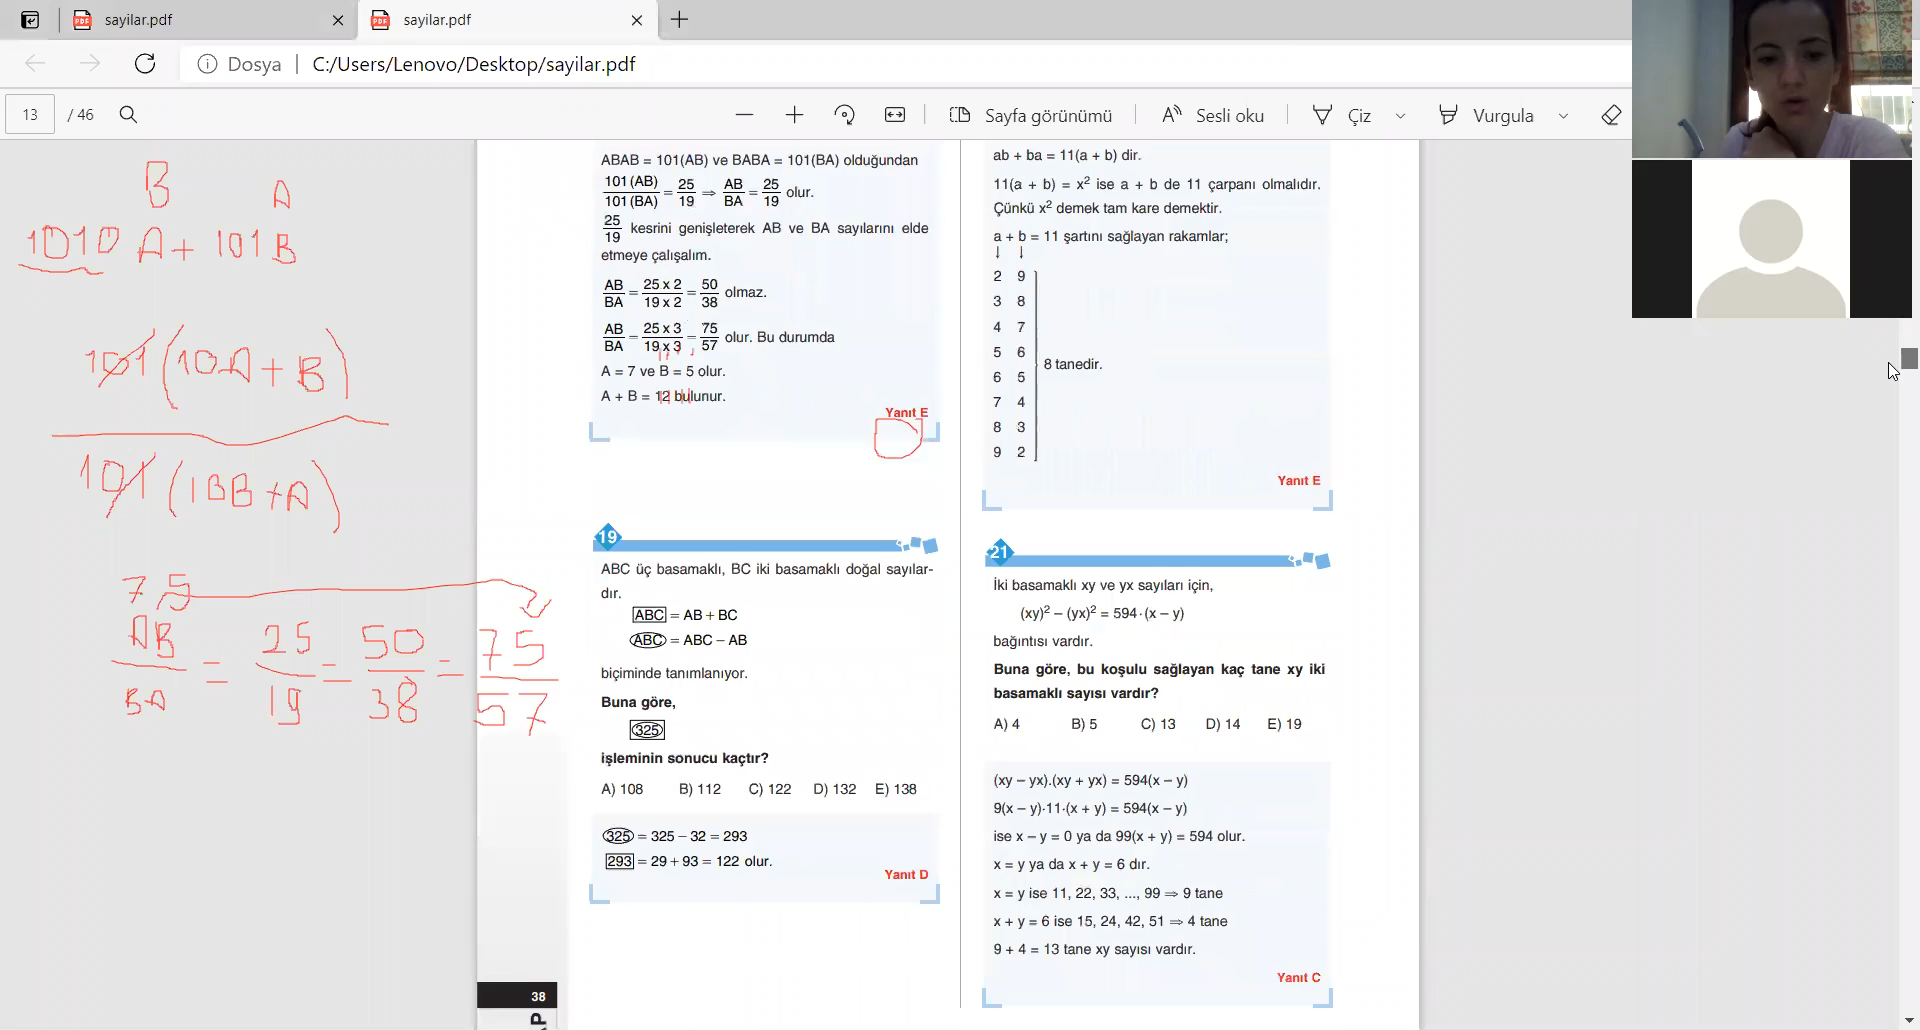 sayilar.pdf
sayilar.pdf
Dosya
C:/Users/Lenovo/Desktop/sayilar.pdf
13
/ 46
Sayfa görünümü
Sesli oku
Çiz
Vurgula
B A
1010 A + 101 B
101 (10A + B)
101 (10B + A)
7 5
AB/BA = 25/19 = 50/38 = 75/57
ABAB = 101(AB) ve BABA = 101(BA) olduğundan
101(AB)/101(BA) = 25/19 ⇒ AB/BA = 25/19 olur.
25/19 kesrini genişleterek AB ve BA sayılarını elde
etmeye çalışalım.
AB/BA = 25 x 2/19 x 2 = 50/38 olmaz.
AB/BA = 25 x 3/19 x 3 = 75/57 olur. Bu durumda
A = 7 ve B = 5 olur.
A + B = 12 bulunur.
Yanıt E
19
ABC üç basamaklı, BC iki basamaklı doğal sayılar-
dır.
ABC = AB + BC
ABC = ABC – AB
biçiminde tanımlanıyor.
Buna göre,
325
işleminin sonucu kaçtır?
A) 108 B) 112 C) 122 D) 132 E) 138
325 = 325 – 32 = 293
293 = 29 + 93 = 122 olur.
Yanıt D
38
P
ab + ba = 11(a + b) dir.
11(a + b) = x² ise a + b de 11 çarpanı olmalıdır.
Çünkü x² demek tam kare demektir.
a + b = 11 şartını sağlayan rakamlar;
↓ ↓
2 9
3 8
4 7
5 6
8 tanedir.
6 5
7 4
8 3
9 2
Yanıt E
21
İki basamaklı xy ve yx sayıları için,
(xy)² – (yx)² = 594·(x – y)
bağıntısı vardır.
Buna göre, bu koşulu sağlayan kaç tane xy iki
basamaklı sayısı vardır?
A) 4 B) 5 C) 13 D) 14 E) 19
(xy – yx).(xy + yx) = 594(x – y)
9(x – y)·11·(x + y) = 594(x – y)
ise x – y = 0 ya da 99(x + y) = 594 olur.
x = y ya da x + y = 6 dır.
x = y ise 11, 22, 33, ..., 99 ⇒ 9 tane
x + y = 6 ise 15, 24, 42, 51 ⇒ 4 tane
9 + 4 = 13 tane xy sayısı vardır.
Yanıt C